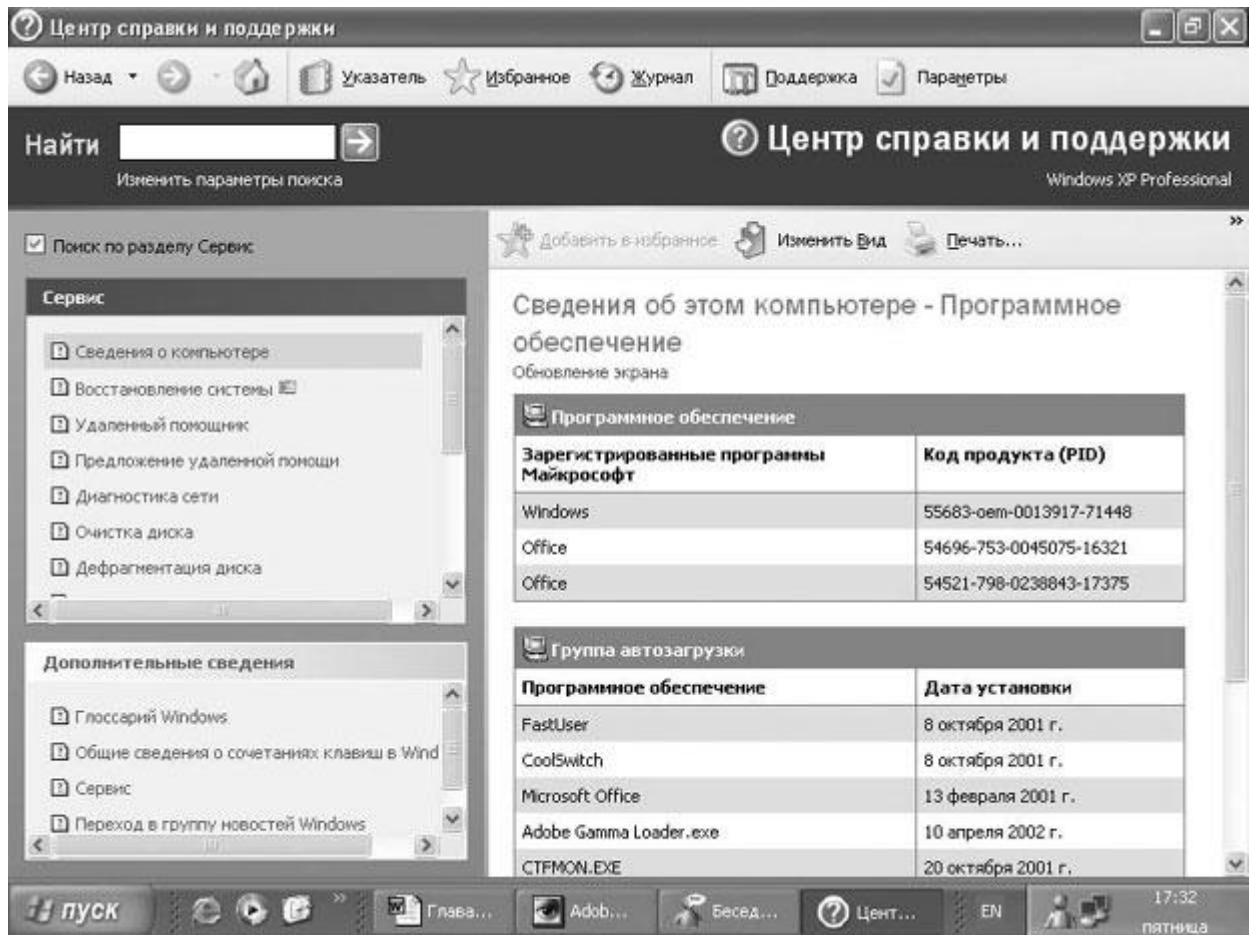 Центр справки и поддержки
Назад
Указатель
Избранное
Журнал
Поддержка
Параметры
Найти
Изменить параметры поиска
Центр справки и поддержки
Windows XP Professional
Поиск по разделу Сервис
Сервис
Сведения о компьютере
Восстановление системы
Удаленный помощник
Предложение удаленной помощи
Диагностика сети
Очистка диска
Дефрагментация диска
Дополнительные сведения
Глоссарий Windows
Общие сведения о сочетаниях клавиш в Wind
Сервис
Переход в группу новостей Windows
Добавить в избранное
Изменить Вид
Печать...
»
Сведения об этом компьютере - Программное
обеспечение
Обновление экрана
Программное обеспечение
Зарегистрированные программы
Майкрософт
Код продукта (PID)
Windows 55683-oem-0013917-71448
Office 54696-753-0045075-16321
Office 54521-798-0238843-17375
Группа автозагрузки
Программное обеспечение Дата установки
FastUser 8 октября 2001 г.
CoolSwitch 8 октября 2001 г.
Microsoft Office 13 февраля 2001 г.
Adobe Gamma Loader.exe 10 апреля 2002 г.
CTFMON.EXE 20 октября 2001 г.
пуск
»
Глава...
Adob...
Бесед...
Цент...
EN
17:32
пятница